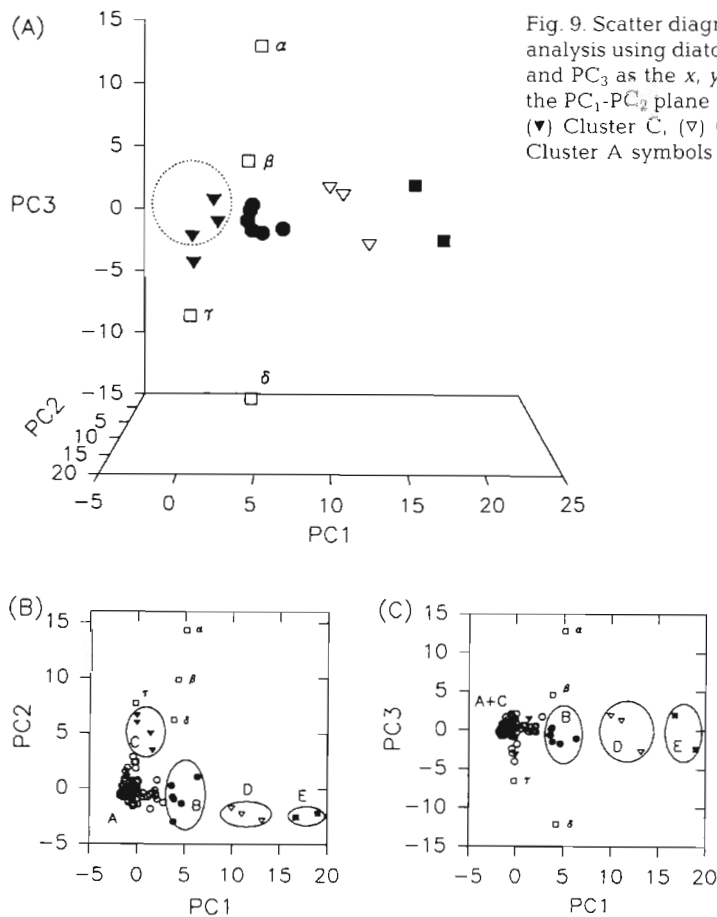 (A)
Fig. 9. Scatter diagr
analysis using diato
and PC3 as the x, y
the PC1-PC2 plane
(▼) Cluster C, (▽)
Cluster A symbols
15
10
5
0
-5
-10
-15
PC3
α
β
τ
δ
PC2
5
10
15
20
-5 0 5 10 15 20 25
PC1
(B)
15
10
5
0
-5
PC2
α
β
τ
δ
C
A
B
D
E
-5 0 5 10 15 20
PC1
(C)
15
10
5
0
-5
-10
-15
PC3
α
β
A+C
B
D
E
τ
δ
-5 0 5 10 15 20
PC1